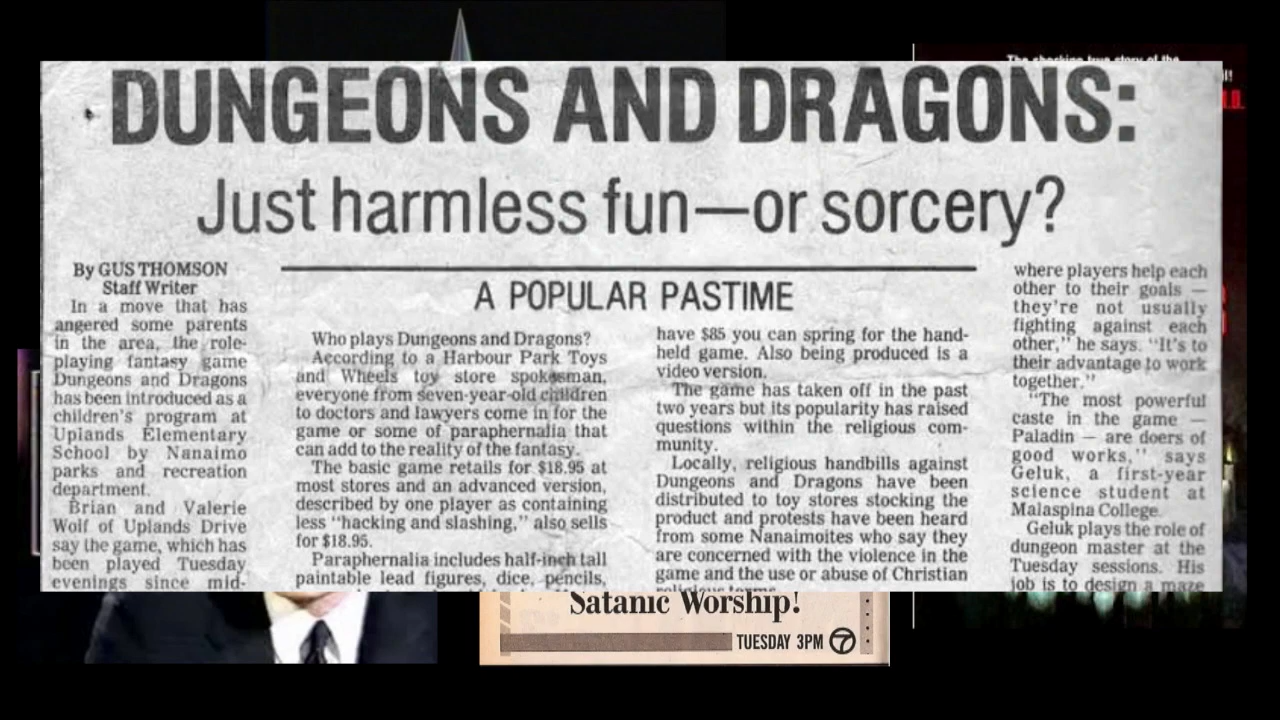 The shocking true story of the
DUNGEONS AND DRAGONS:
Just harmless fun—or sorcery?
By GUS THOMSON
Staff Writer
In a move that has
angered some parents
in the area, the role-
playing fantasy game
Dungeons and Dragons
has been introduced as a
children's program at
Uplands Elementary
School by Nanaimo
parks and recreation
department.
Brian and Valerie
Wolf of Uplands Drive
say the game, which has
been played Tuesday
evenings since mid-
A POPULAR PASTIME
Who plays Dungeons and Dragons?
According to a Harbour Park Toys
and Wheels toy store spokesman,
everyone from seven-year-old children
to doctors and lawyers come in for the
game or some of paraphernalia that
can add to the reality of the fantasy.
The basic game retails for $18.95 at
most stores and an advanced version,
described by one player as containing
less "hacking and slashing," also sells
for $18.95.
Paraphernalia includes half-inch tall
paintable lead figures, dice, pencils,
have $85 you can spring for the hand-
held game. Also being produced is a
video version.
The game has taken off in the past
two years but its popularity has raised
questions within the religious com-
munity.
Locally, religious handbills against
Dungeons and Dragons have been
distributed to toy stores stocking the
product and protests have been heard
from some Nanaimoites who say they
are concerned with the violence in the
game and the use or abuse of Christian
religious terms.
where players help each
other to their goals —
they're not usually
fighting against each
other," he says. "It's to
their advantage to work
together."
"The most powerful
caste in the game —
Paladin — are doers of
good works," says
Geluk, a first-year
science student at
Malaspina College.
Geluk plays the role of
dungeon master at the
Tuesday sessions. His
job is to design a maze
Satanic Worship!
TUESDAY 3PM 7